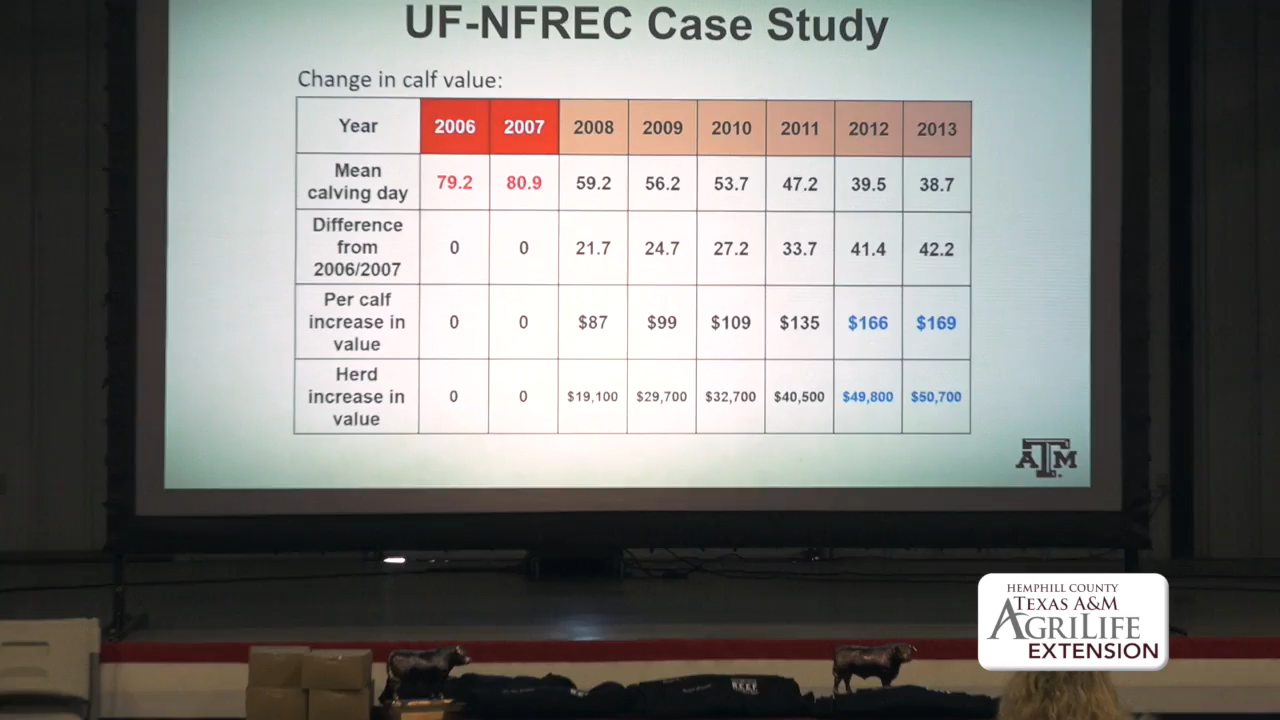 UF-NFREC Case Study
Change in calf value:
Year 2006 2007 2008 2009 2010 2011 2012 2013
Mean calving day 79.2 80.9 59.2 56.2 53.7 47.2 39.5 38.7
Difference from 2006/2007 0 0 21.7 24.7 27.2 33.7 41.4 42.2
Per calf increase in value 0 0 $87 $99 $109 $135 $166 $169
Herd increase in value 0 0 $19,100 $29,700 $32,700 $40,500 $49,800 $50,700
ATM
HEMPHILL COUNTY
TEXAS A&M
AGRILIFE
EXTENSION
BEEF